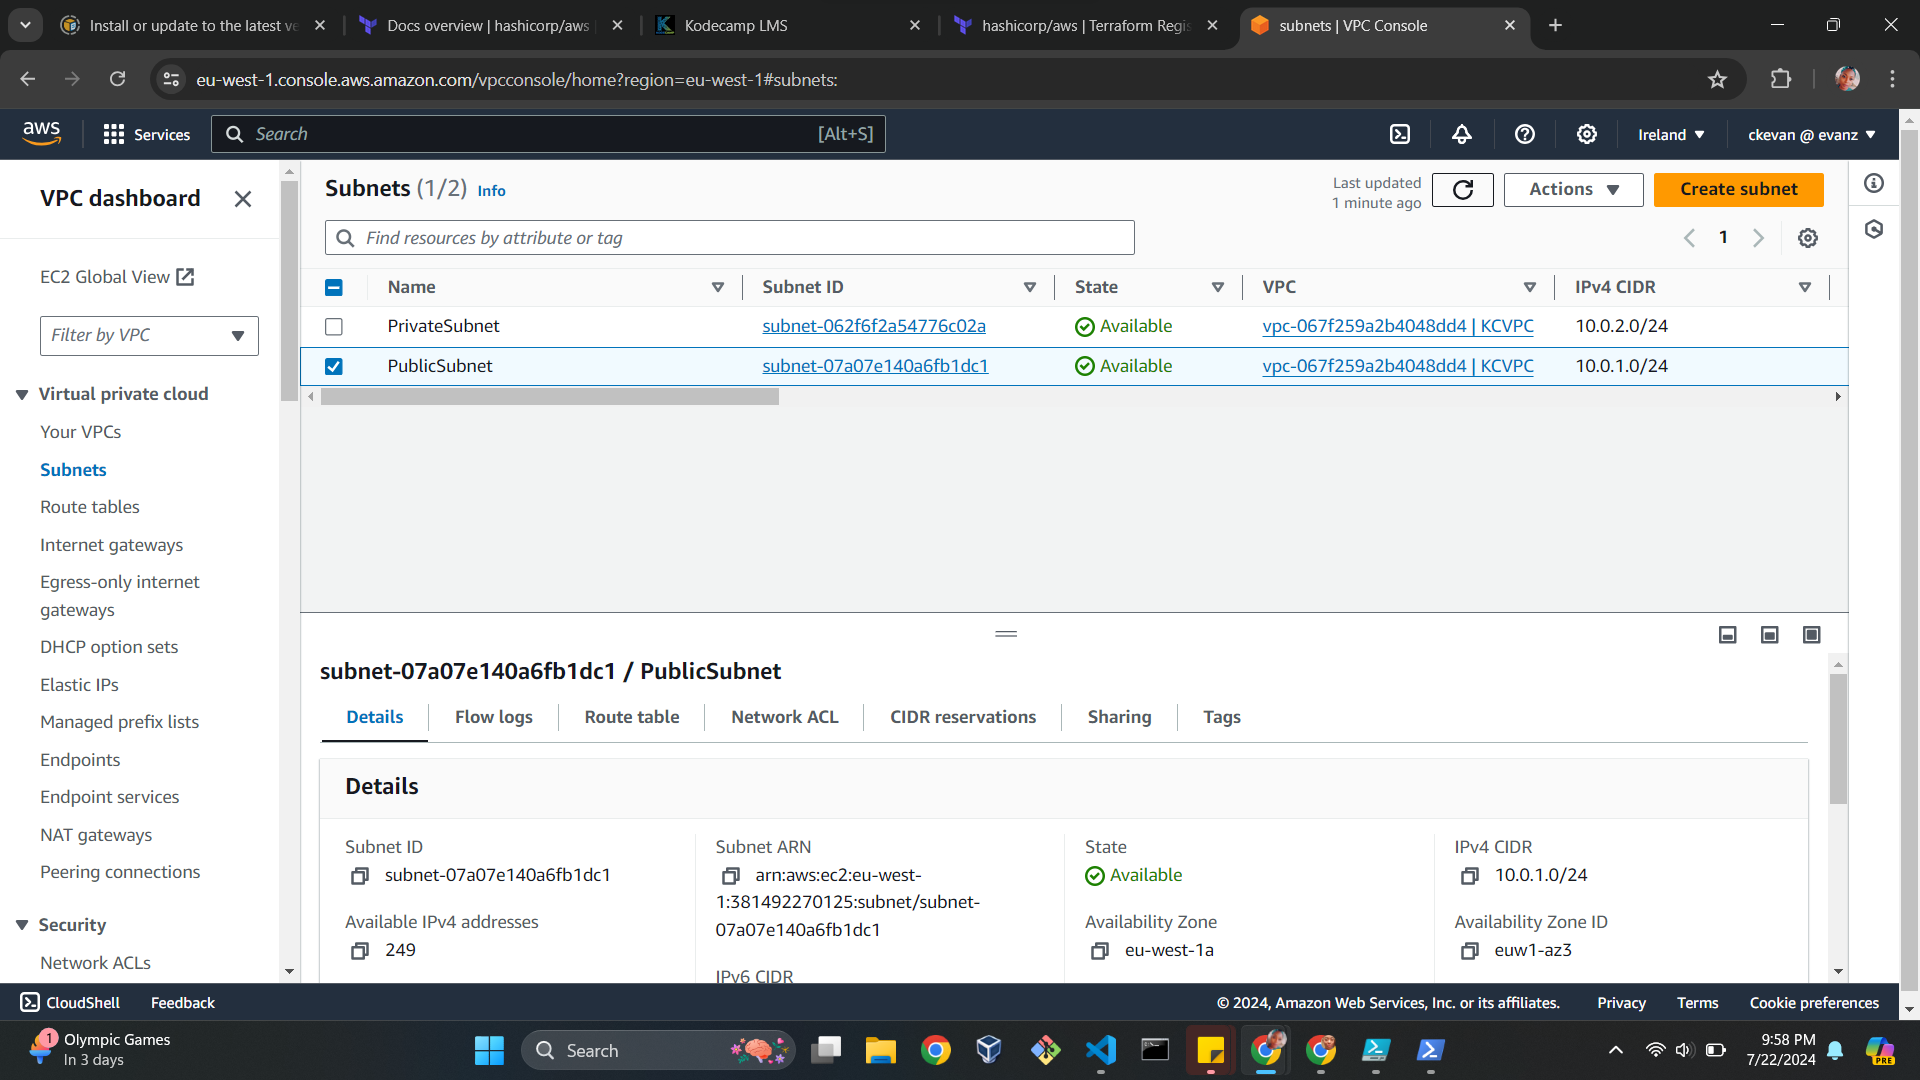 Install or update to the latest ve
Docs overview | hashicorp/aws
Kodecamp LMS
hashicorp/aws | Terraform Regis
subnets | VPC Console
eu-west-1.console.aws.amazon.com/vpcconsole/home?region=eu-west-1#subnets:
aws
Services
Search
[Alt+S]
Ireland
ckevan @ evanz
VPC dashboard
EC2 Global View
Filter by VPC
Virtual private cloud
Your VPCs
Subnets
Route tables
Internet gateways
Egress-only internet
gateways
DHCP option sets
Elastic IPs
Managed prefix lists
Endpoints
Endpoint services
NAT gateways
Peering connections
Security
Network ACLs
Subnets (1/2) Info
Last updated
1 minute ago
Actions
Create subnet
Find resources by attribute or tag
1
Name Subnet ID State VPC IPv4 CIDR
PrivateSubnet subnet-062f6f2a54776c02a Available vpc-067f259a2b4048dd4 | KCVPC 10.0.2.0/24
PublicSubnet subnet-07a07e140a6fb1dc1 Available vpc-067f259a2b4048dd4 | KCVPC 10.0.1.0/24
subnet-07a07e140a6fb1dc1 / PublicSubnet
Details Flow logs Route table Network ACL CIDR reservations Sharing Tags
Details
Subnet ID
subnet-07a07e140a6fb1dc1
Available IPv4 addresses
249
Subnet ARN
arn:aws:ec2:eu-west-
1:381492270125:subnet/subnet-
07a07e140a6fb1dc1
IPv6 CIDR
State
Available
Availability Zone
eu-west-1a
IPv4 CIDR
10.0.1.0/24
Availability Zone ID
euw1-az3
CloudShell
Feedback
© 2024, Amazon Web Services, Inc. or its affiliates.
Privacy
Terms
Cookie preferences
1
Olympic Games
In 3 days
Search
9:58 PM
7/22/2024
PRE